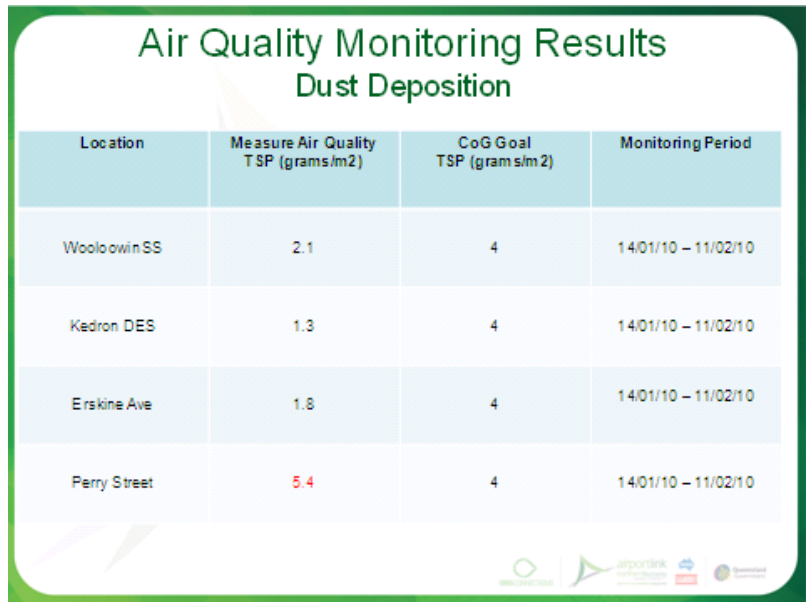 Air Quality Monitoring Results
Dust Deposition
Location
Measure Air Quality
TSP (grams/m2)
CoG Goal
TSP (grams/m2)
Monitoring Period
Wooloowin SS
2.1
4
14/01/10 – 11/02/10
Kedron DES
1.3
4
14/01/10 – 11/02/10
Erskine Ave
1.8
4
14/01/10 – 11/02/10
Perry Street
5.4
4
14/01/10 – 11/02/10
airportlink
Queensland
Government